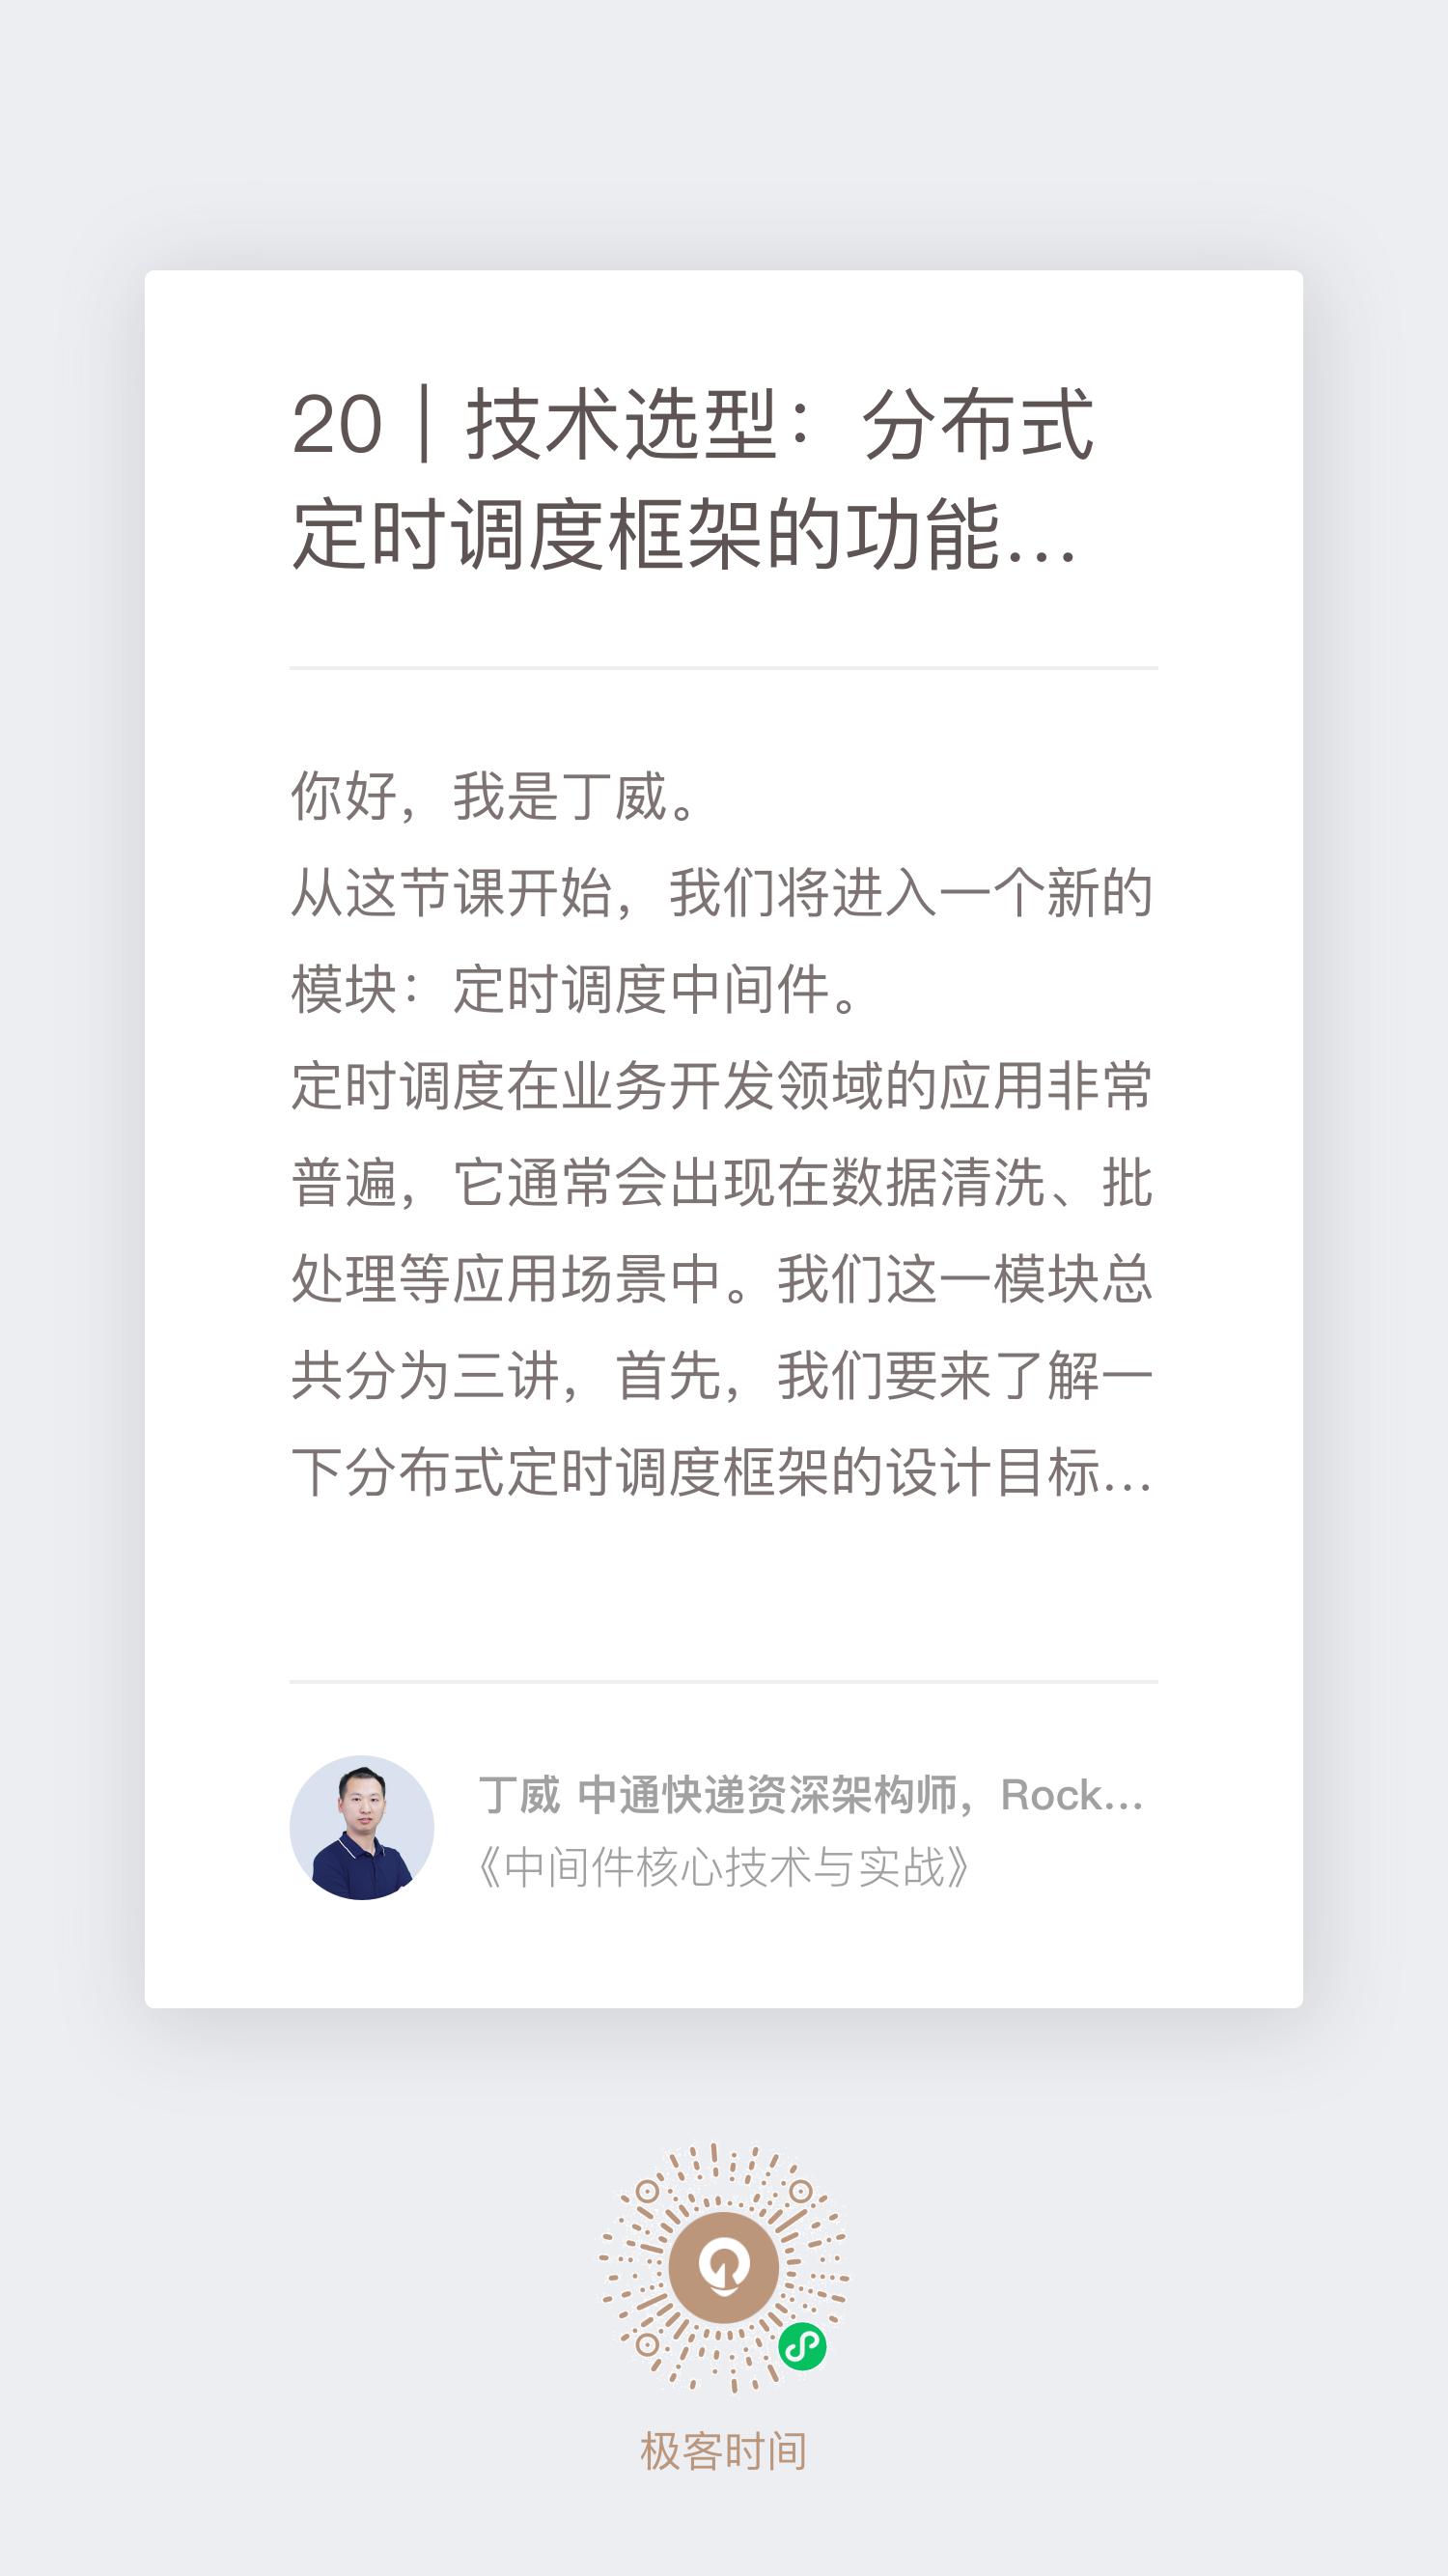 20｜技术选型：分布式
定时调度框架的功能...
你好，我是丁威。
从这节课开始，我们将进入一个新的
模块：定时调度中间件。
定时调度在业务开发领域的应用非常
普遍，它通常会出现在数据清洗、批
处理等应用场景中。我们这一模块总
共分为三讲，首先，我们要来了解一
下分布式定时调度框架的设计目标...
丁威 中通快递资深架构师，Rock...
《中间件核心技术与实战》
极客时间